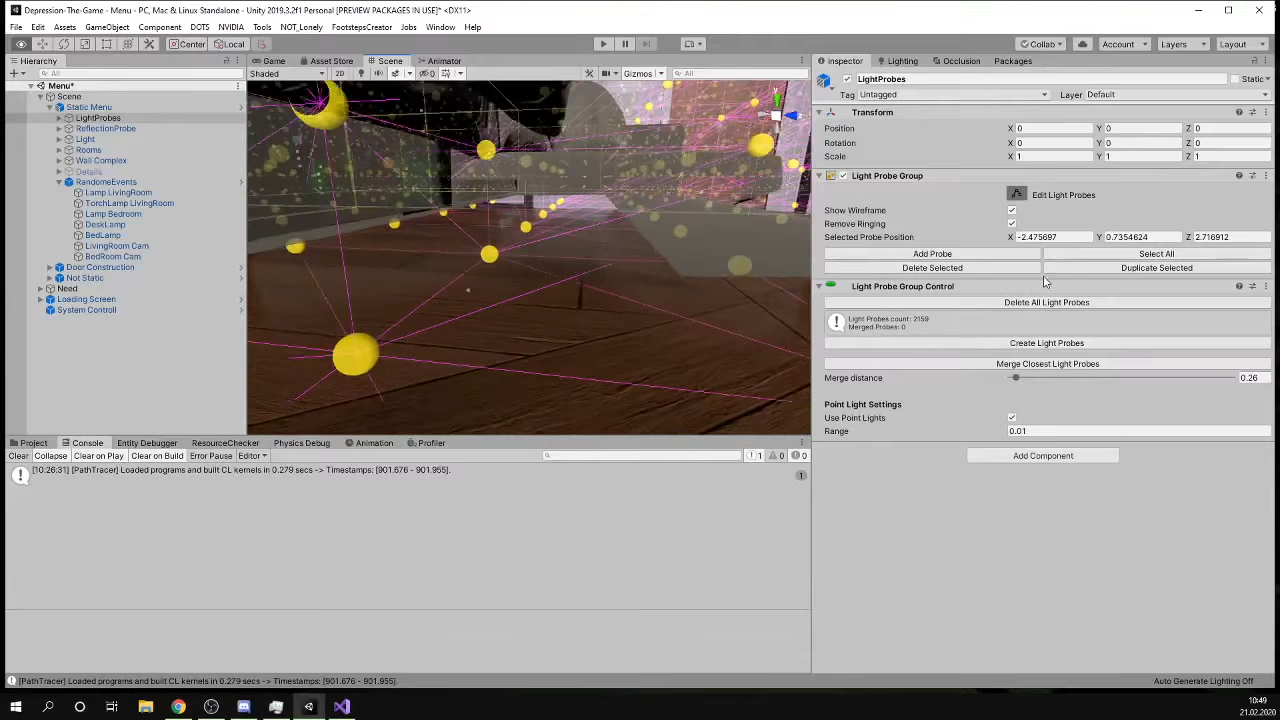 Depression-The-Game - Menu - PC, Mac & Linux Standalone - Unity 2019.3.2f1 Personal [PREVIEW PACKAGES IN USE]* <DX11>
File Edit Assets GameObject Component DOTS NVIDIA Tools NOT_Lonely FootstepsCreator Jobs Window Help
Center Local Collab Account Layers Layout
Hierarchy
All
Menu*
Scene
Static Menu
LightProbes
ReflectionProbe
Light
Rooms
Wall Complex
Details
RandomeEvents
Lamp LivingRoom
TorchLamp LivingRoom
Lamp Bedroom
DeskLamp
BedLamp
LivingRoom Cam
BedRoom Cam
Door Construction
Not Static
Need
Loading Screen
System Controll
Game Asset Store Scene Animator
Shaded 2D 0 Gizmos All
Inspector Lighting Occlusion Packages
LightProbes Static
Tag Untagged Layer Default
Transform
Position X 0 Y 0 Z 0
Rotation X 0 Y 0 Z 0
Scale X 1 Y 1 Z 1
Light Probe Group
Edit Light Probes
Show Wireframe
Remove Ringing
Selected Probe Position X -2.475697 Y 0.7354624 Z 2.716912
Add Probe Select All
Delete Selected Duplicate Selected
Light Probe Group Control
Delete All Light Probes
Light Probes count: 2159
Merged Probes: 0
Create Light Probes
Merge Closest Light Probes
Merge distance 0.26
Point Light Settings
Use Point Lights
Range 0.01
Add Component
Project Console Entity Debugger ResourceChecker Physics Debug Animation Profiler
Clear Collapse Clear on Play Clear on Build Error Pause Editor 1 0 0
[10:26:31] [PathTracer] Loaded programs and built CL kernels in 0.279 secs -> Timestamps: [901.676 - 901.955].
1
[PathTracer] Loaded programs and built CL kernels in 0.279 secs -> Timestamps: [901.676 - 901.955].
Auto Generate Lighting Off
10:49
21.02.2020